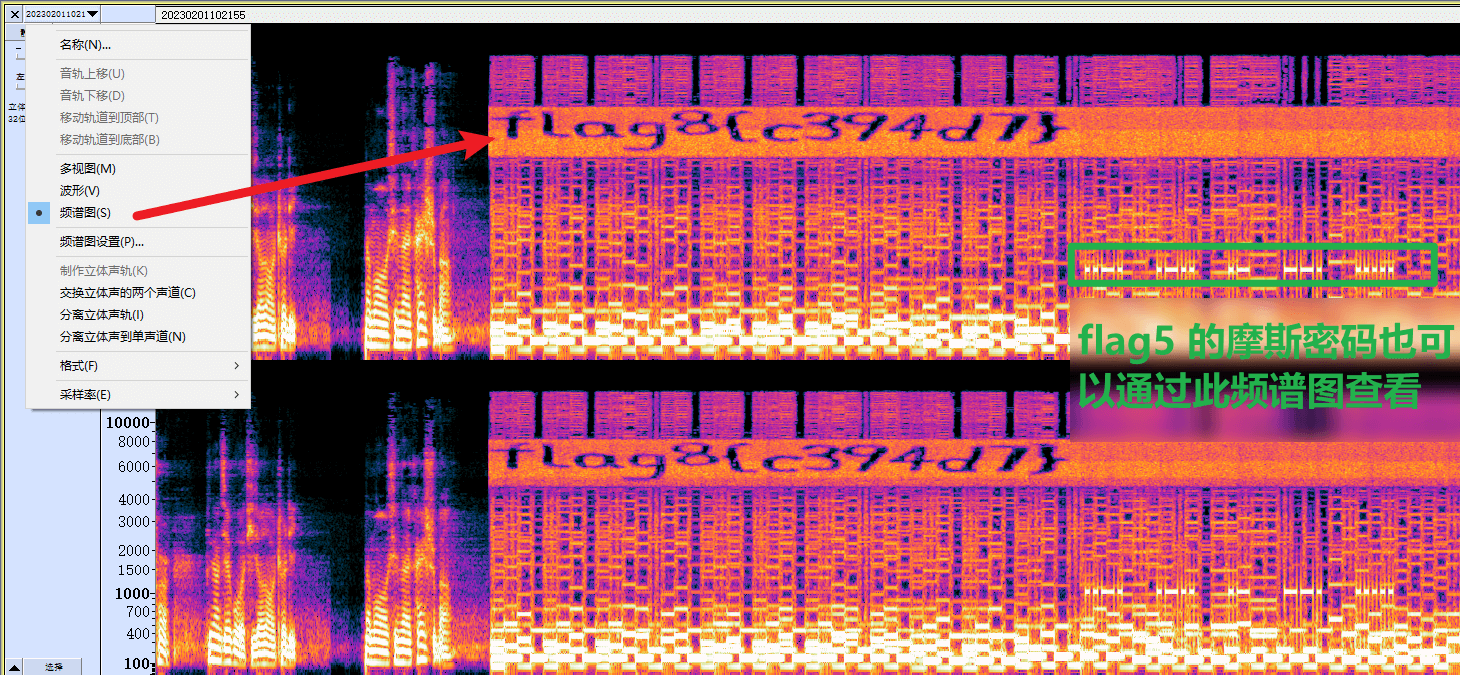 20230201102155
名称(N)...
音轨上移(U)
音轨下移(D)
移动轨道到顶部(T)
移动轨道到底部(B)
多视图(M)
波形(V)
频谱图(S)
频谱图设置(P)...
制作立体声轨(K)
交换立体声的两个声道(C)
分离立体声轨(I)
分离立体声到单声道(N)
格式(F)
采样率(E)
flag8{c394d7}
flag5 的摩斯密码也可
以通过此频谱图查看
flag8{c394d7}
10000
8000
6000
4000
3000
2000
1500
1000
700
400
100
选择